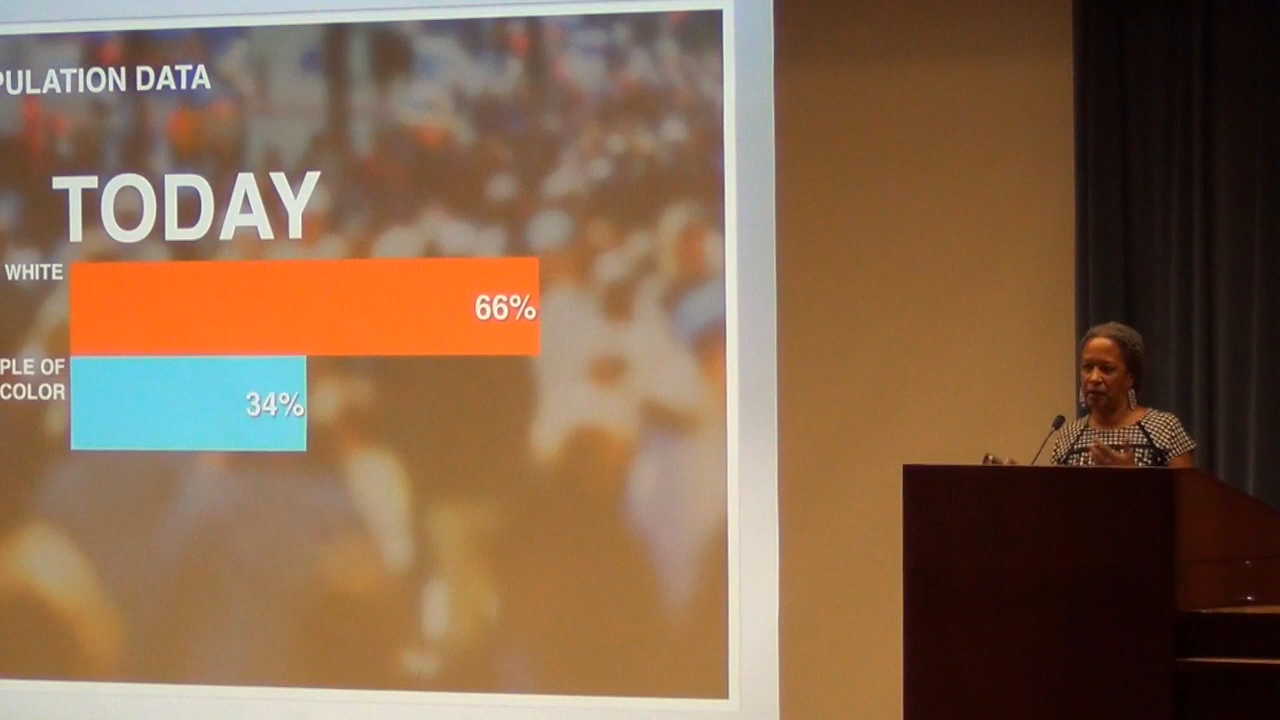 PULATION DATA
TODAY
WHITE
66%
PLE OF
COLOR
34%